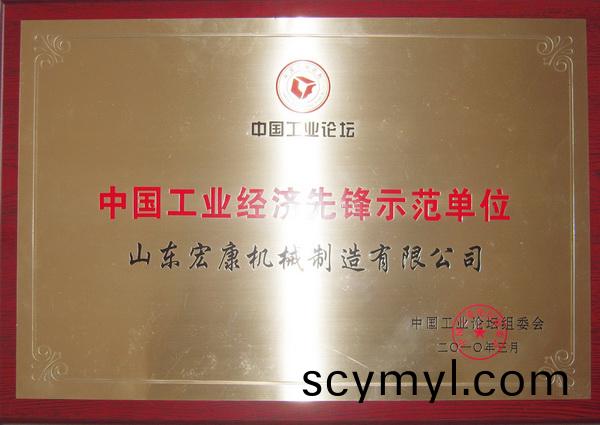 中国工业论坛
中国工业经济先锋示范单位
山东宏康机械制造有限公司
中国工业论坛组委会
二〇一〇年三月
scymyl.com